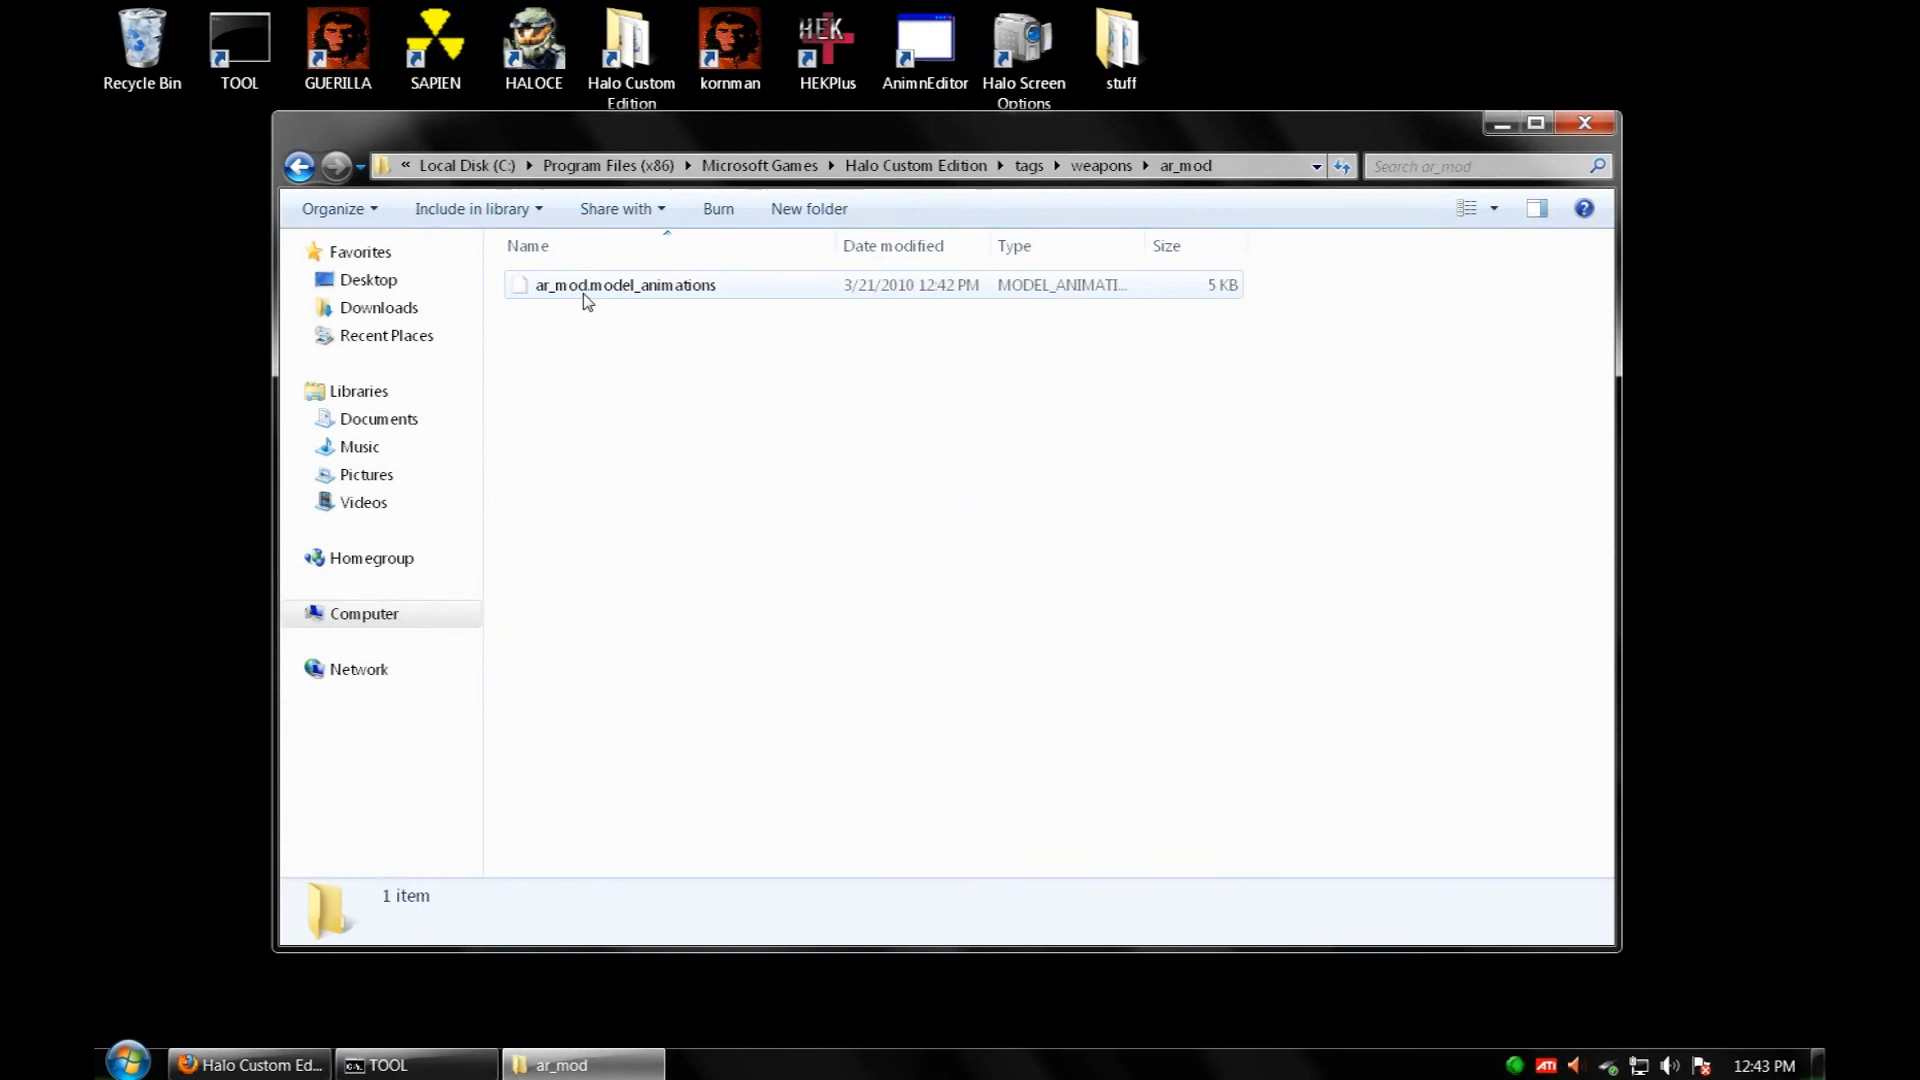 Recycle Bin
TOOL
GUERILLA
SAPIEN
HALOCE
Halo Custom
Edition
kornman
HEK
HEKPlus
AnimnEditor
Halo Screen
Options
stuff
« Local Disk (C:) Program Files (x86) Microsoft Games Halo Custom Edition tags weapons ar_mod
Search ar_mod
Organize Include in library Share with Burn New folder
Name Date modified Type Size
ar_mod.model_animations 3/21/2010 12:42 PM MODEL_ANIMATI... 5 KB
Favorites
Desktop
Downloads
Recent Places
Libraries
Documents
Music
Pictures
Videos
Homegroup
Computer
Network
1 item
Halo Custom Ed...
C:\. TOOL
ar_mod
ATI
12:43 PM